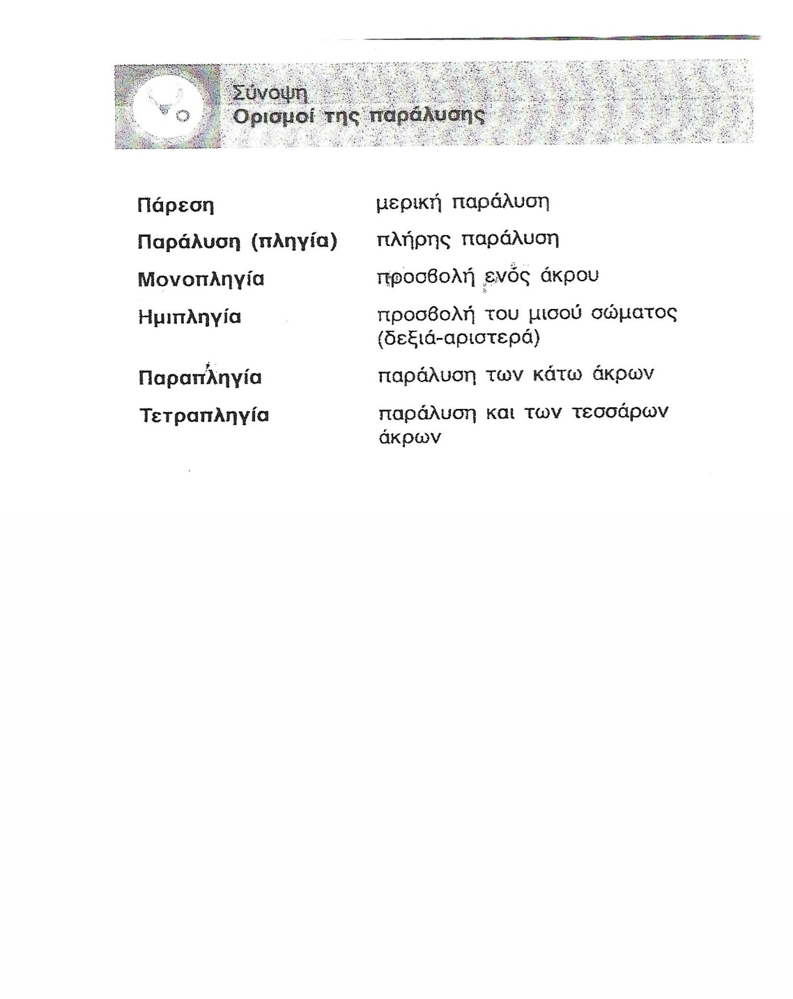 Σύνοψη
Ορισμοί της παράλυσης
Πάρεση μερική παράλυση
Παράλυση (πληγία) πλήρης παράλυση
Μονοπληγία προσβολή ενός άκρου
Ημιπληγία προσβολή του μισού σώματος
(δεξιά-αριστερά)
Παραπληγία παράλυση των κάτω άκρων
Τετραπληγία παράλυση και των τεσσάρων
άκρων